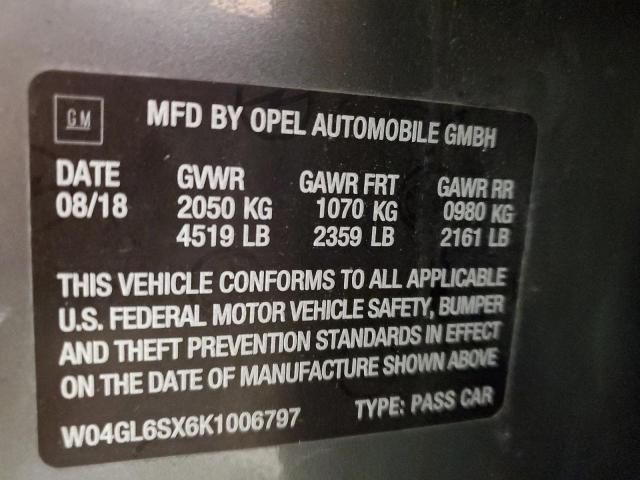 GM
MFD BY OPEL AUTOMOBILE GMBH
DATE GVWR GAWR FRT GAWR RR
08/18 2050 KG 1070 KG 0980 KG
4519 LB 2359 LB 2161 LB
THIS VEHICLE CONFORMS TO ALL APPLICABLE
U.S. FEDERAL MOTOR VEHICLE SAFETY, BUMPER
AND THEFT PREVENTION STANDARDS IN EFFECT
ON THE DATE OF MANUFACTURE SHOWN ABOVE
W04GL6SX6K1006797 TYPE: PASS CAR